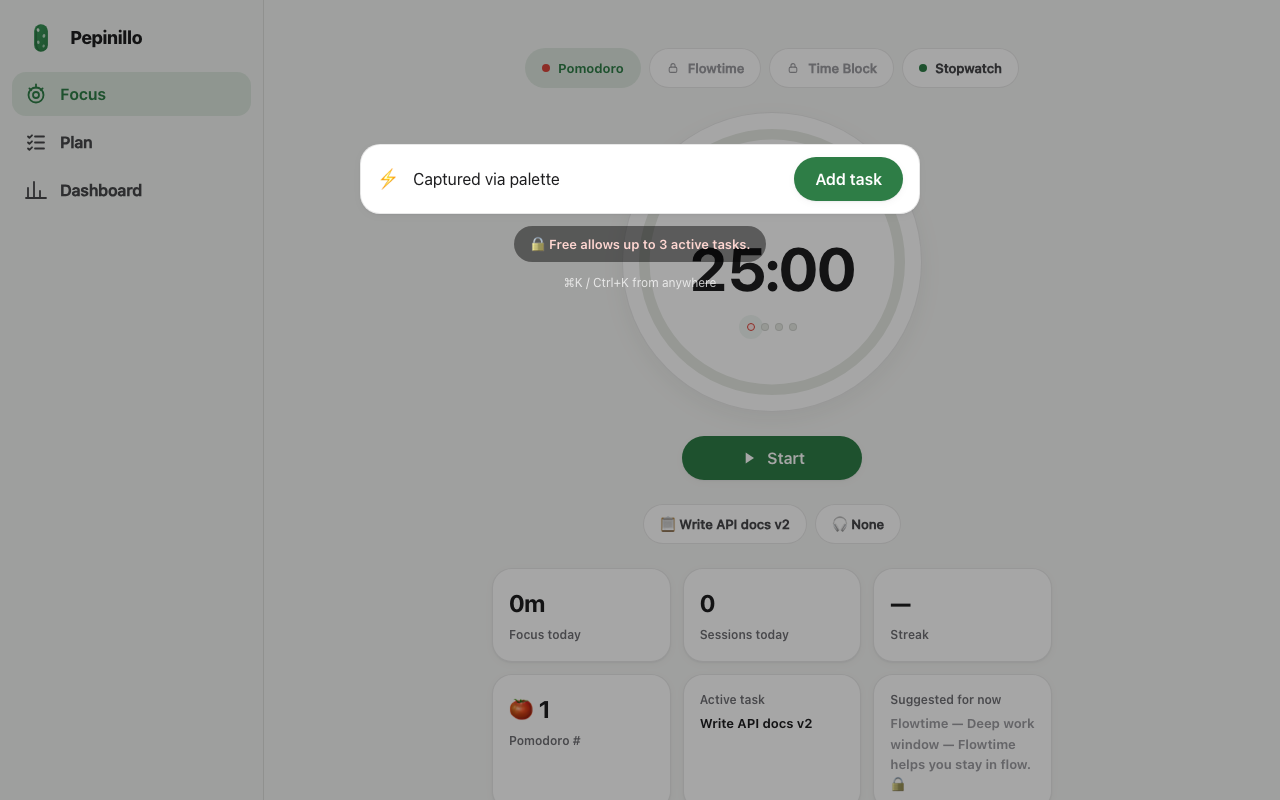 Pepinillo
Focus
Plan
Dashboard
Pomodoro
Flowtime
Time Block
Stopwatch
Captured via palette
Add task
Free allows up to 3 active tasks.
⌘K / Ctrl+K from anywhere
25:00
Start
Write API docs v2
None
0m
Focus today
0
Sessions today
—
Streak
1
Pomodoro #
Active task
Write API docs v2
Suggested for now
Flowtime — Deep work
window — Flowtime
helps you stay in flow.